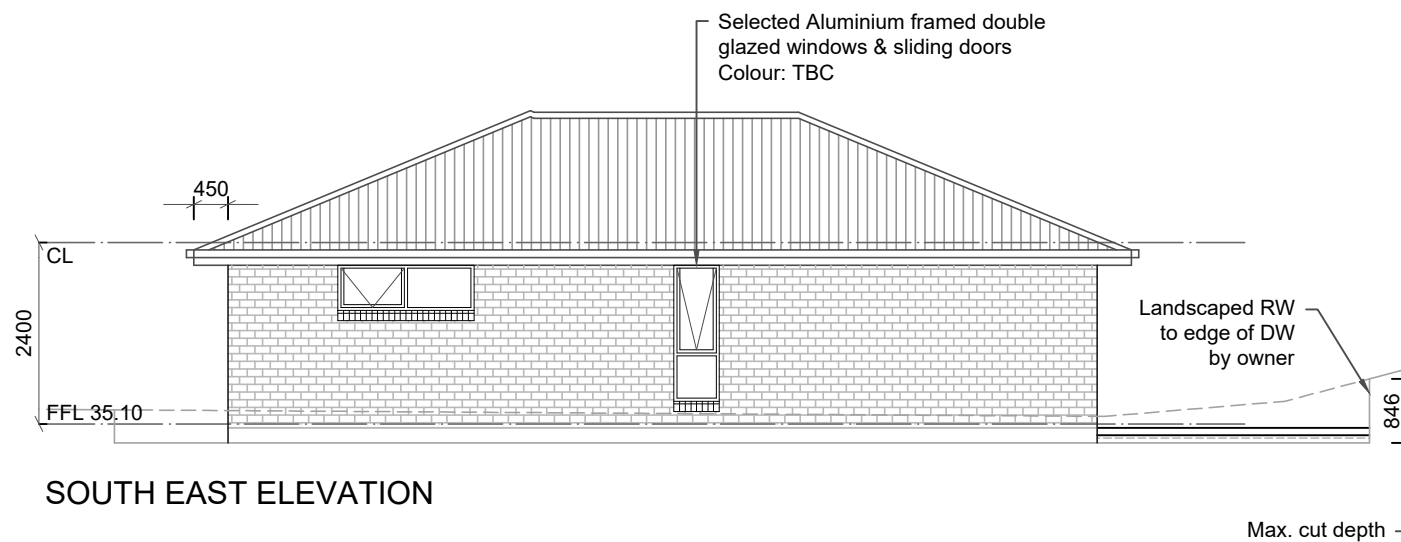 Selected Aluminium framed double
glazed windows & sliding doors
Colour: TBC
450
CL
2400
Landscaped RW
to edge of DW
by owner
FFL 35.10
846
SOUTH EAST ELEVATION
Max. cut depth